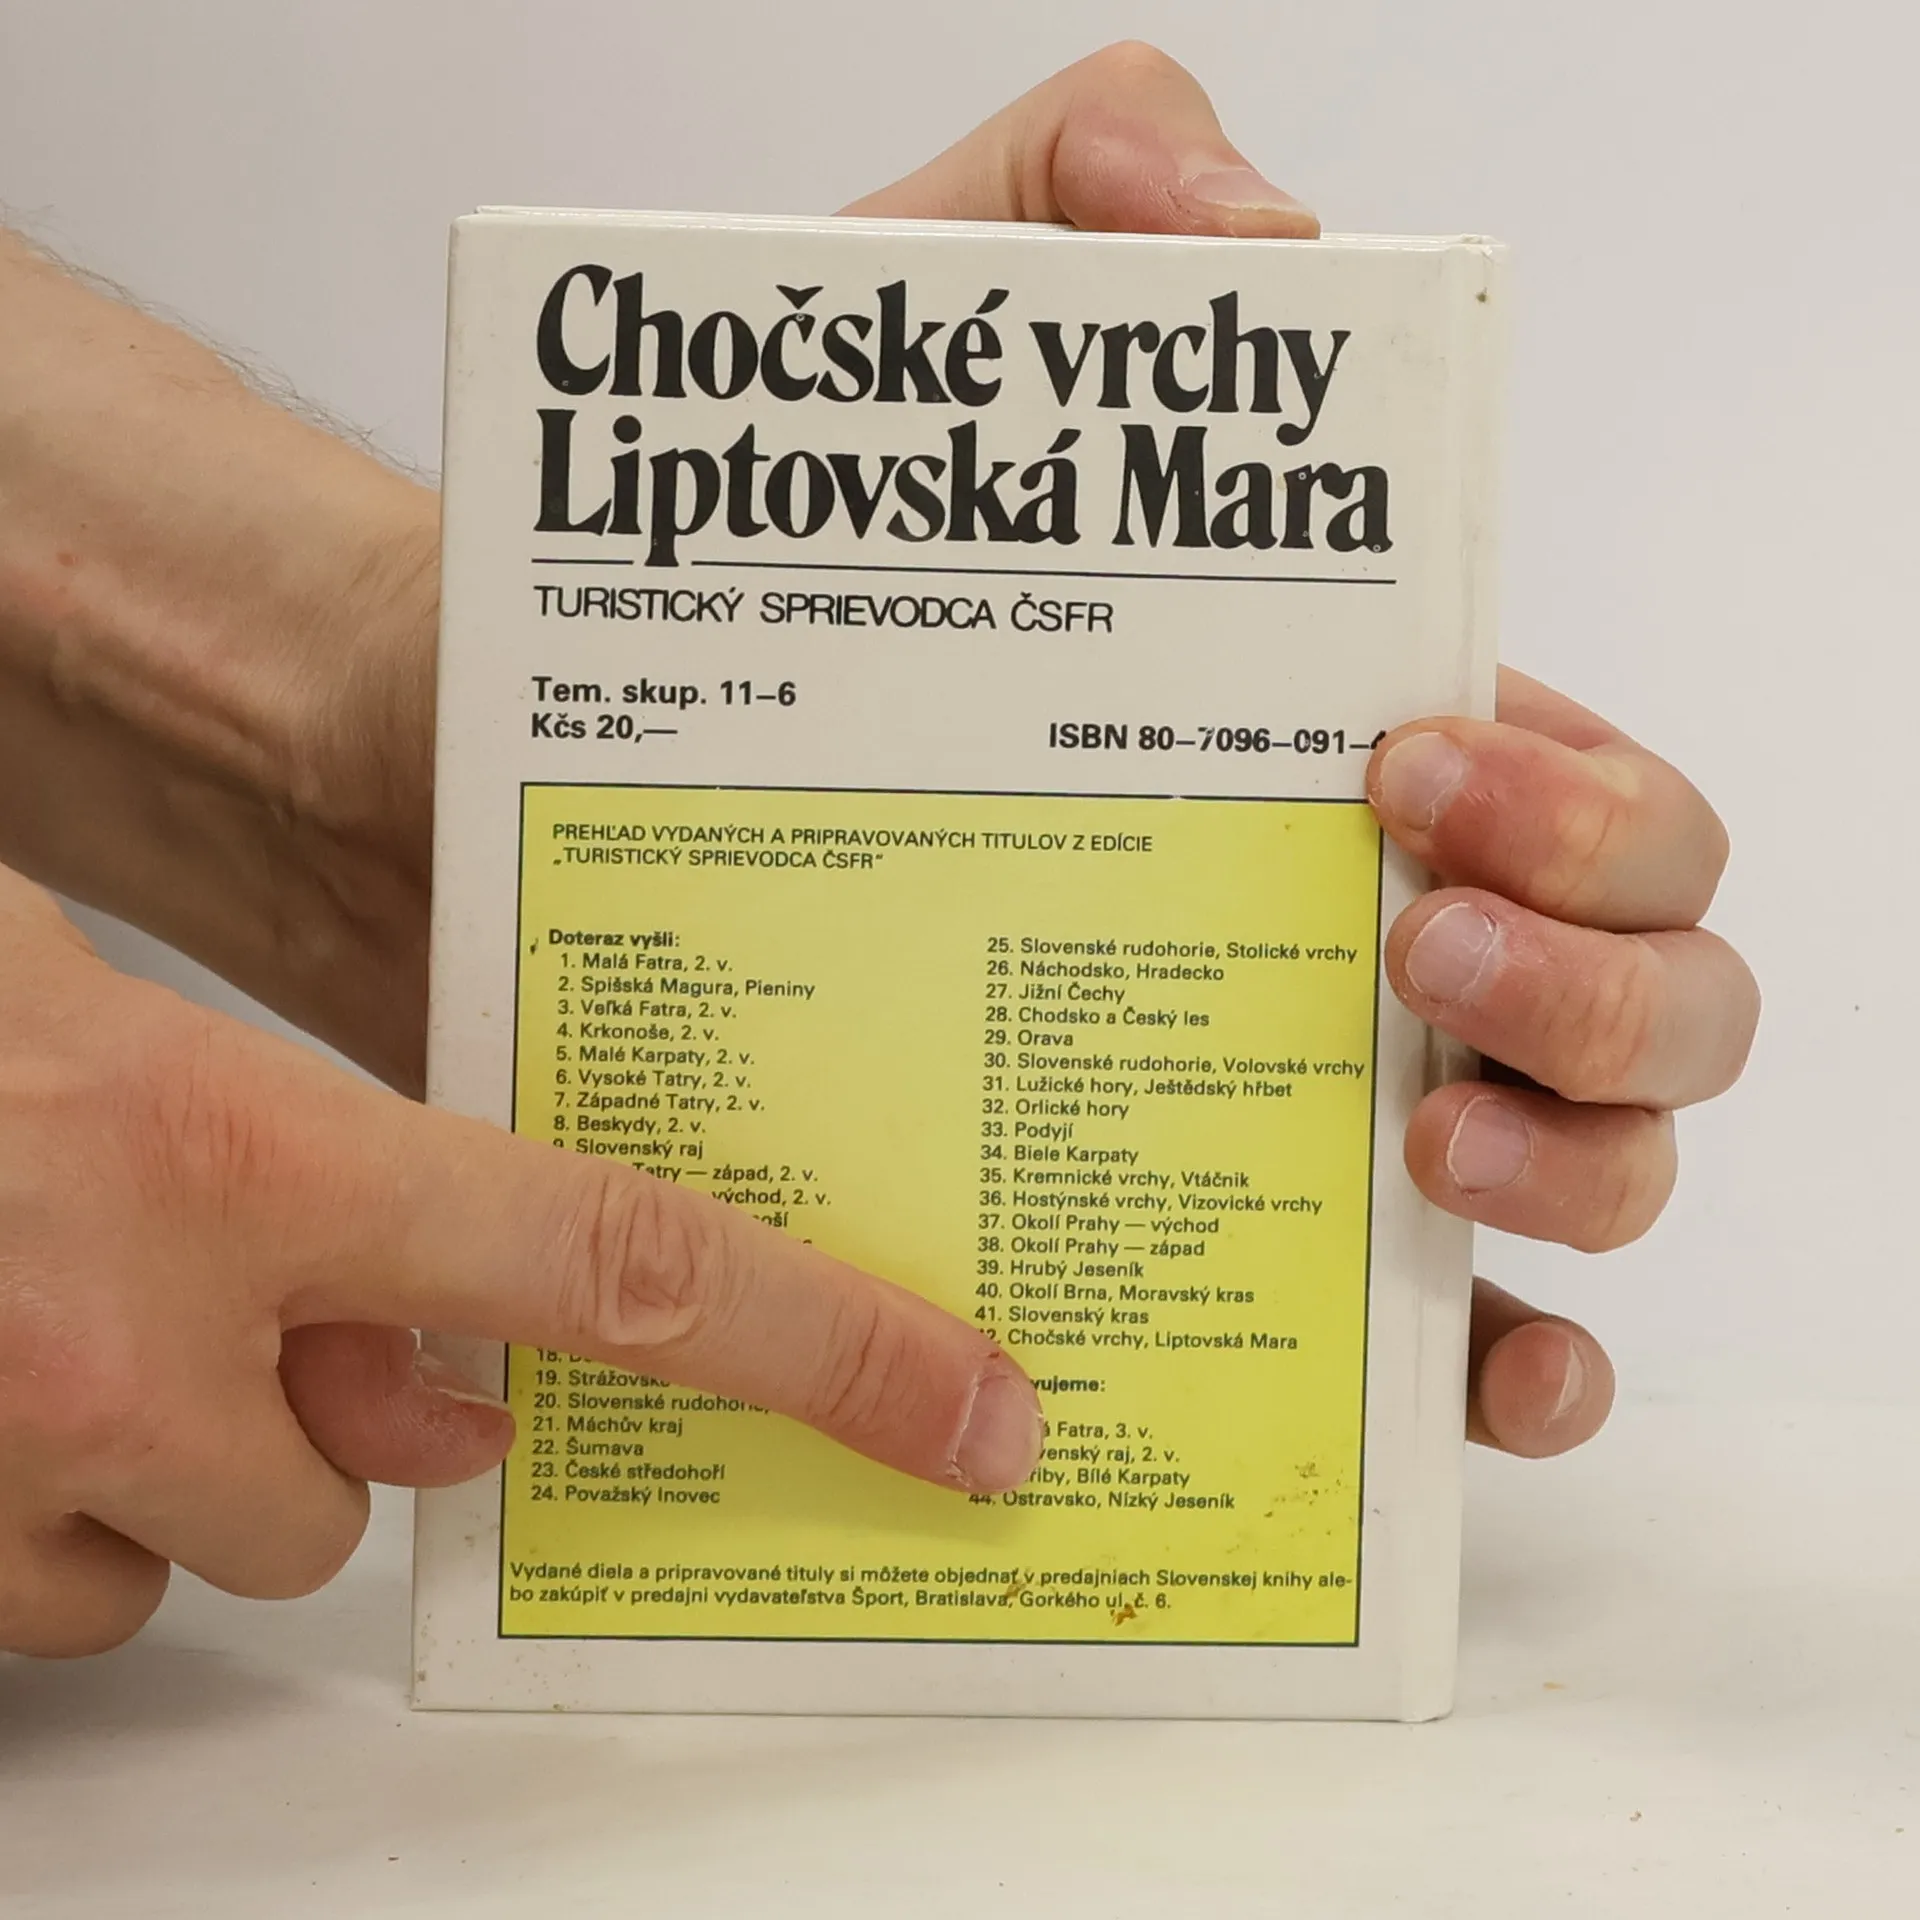 Chočské vrchy
Liptovská Mara
TURISTICKÝ SPRIEVODCA ČSFR
Tem. skup. 11–6
Kčs 20,—
ISBN 80–7096–091–
PREHĽAD VYDANÝCH A PRIPRAVOVANÝCH TITULOV Z EDÍCIE
„TURISTICKÝ SPRIEVODCA ČSFR“
Doteraz vyšli:
1. Malá Fatra, 2. v.
2. Spišská Magura, Pieniny
3. Veľká Fatra, 2. v.
4. Krkonoše, 2. v.
5. Malé Karpaty, 2. v.
6. Vysoké Tatry, 2. v.
7. Západné Tatry, 2. v.
8. Beskydy, 2. v.
9. Slovenský raj
Tatry — západ, 2. v.
východ, 2. v.
18.
19.
20. Slovenské
21. Máchův kraj
22. Šumava
23. České středohoří
24. Považský Inovec
25. Slovenské rudohorie, Stolické vrchy
26. Náchodsko, Hradecko
27. Jižní Čechy
28. Chodsko a Český les
29. Orava
30. Slovenské rudohorie, Volovské vrchy
31. Lužické hory, Ještědský hřbet
32. Orlické hory
33. Podyjí
34. Biele Karpaty
35. Kremnické vrchy, Vtáčnik
36. Hostýnské vrchy, Vizovické vrchy
37. Okolí Prahy — východ
38. Okolí Prahy — západ
39. Hrubý Jeseník
40. Okolí Brna, Moravský kras
41. Slovenský kras
42. Chočské vrchy, Liptovská Mara
Fatra, 3. v.
raj, 2. v.
Bílé Karpaty
44. Ostravsko, Nízký Jeseník
Vydané diela a pripravované tituly si môžete objednať v predajniach Slovenskej knihy ale-
bo zakúpiť v predajni vydavateľstva Šport, Bratislava, Gorkého ul. č. 6.